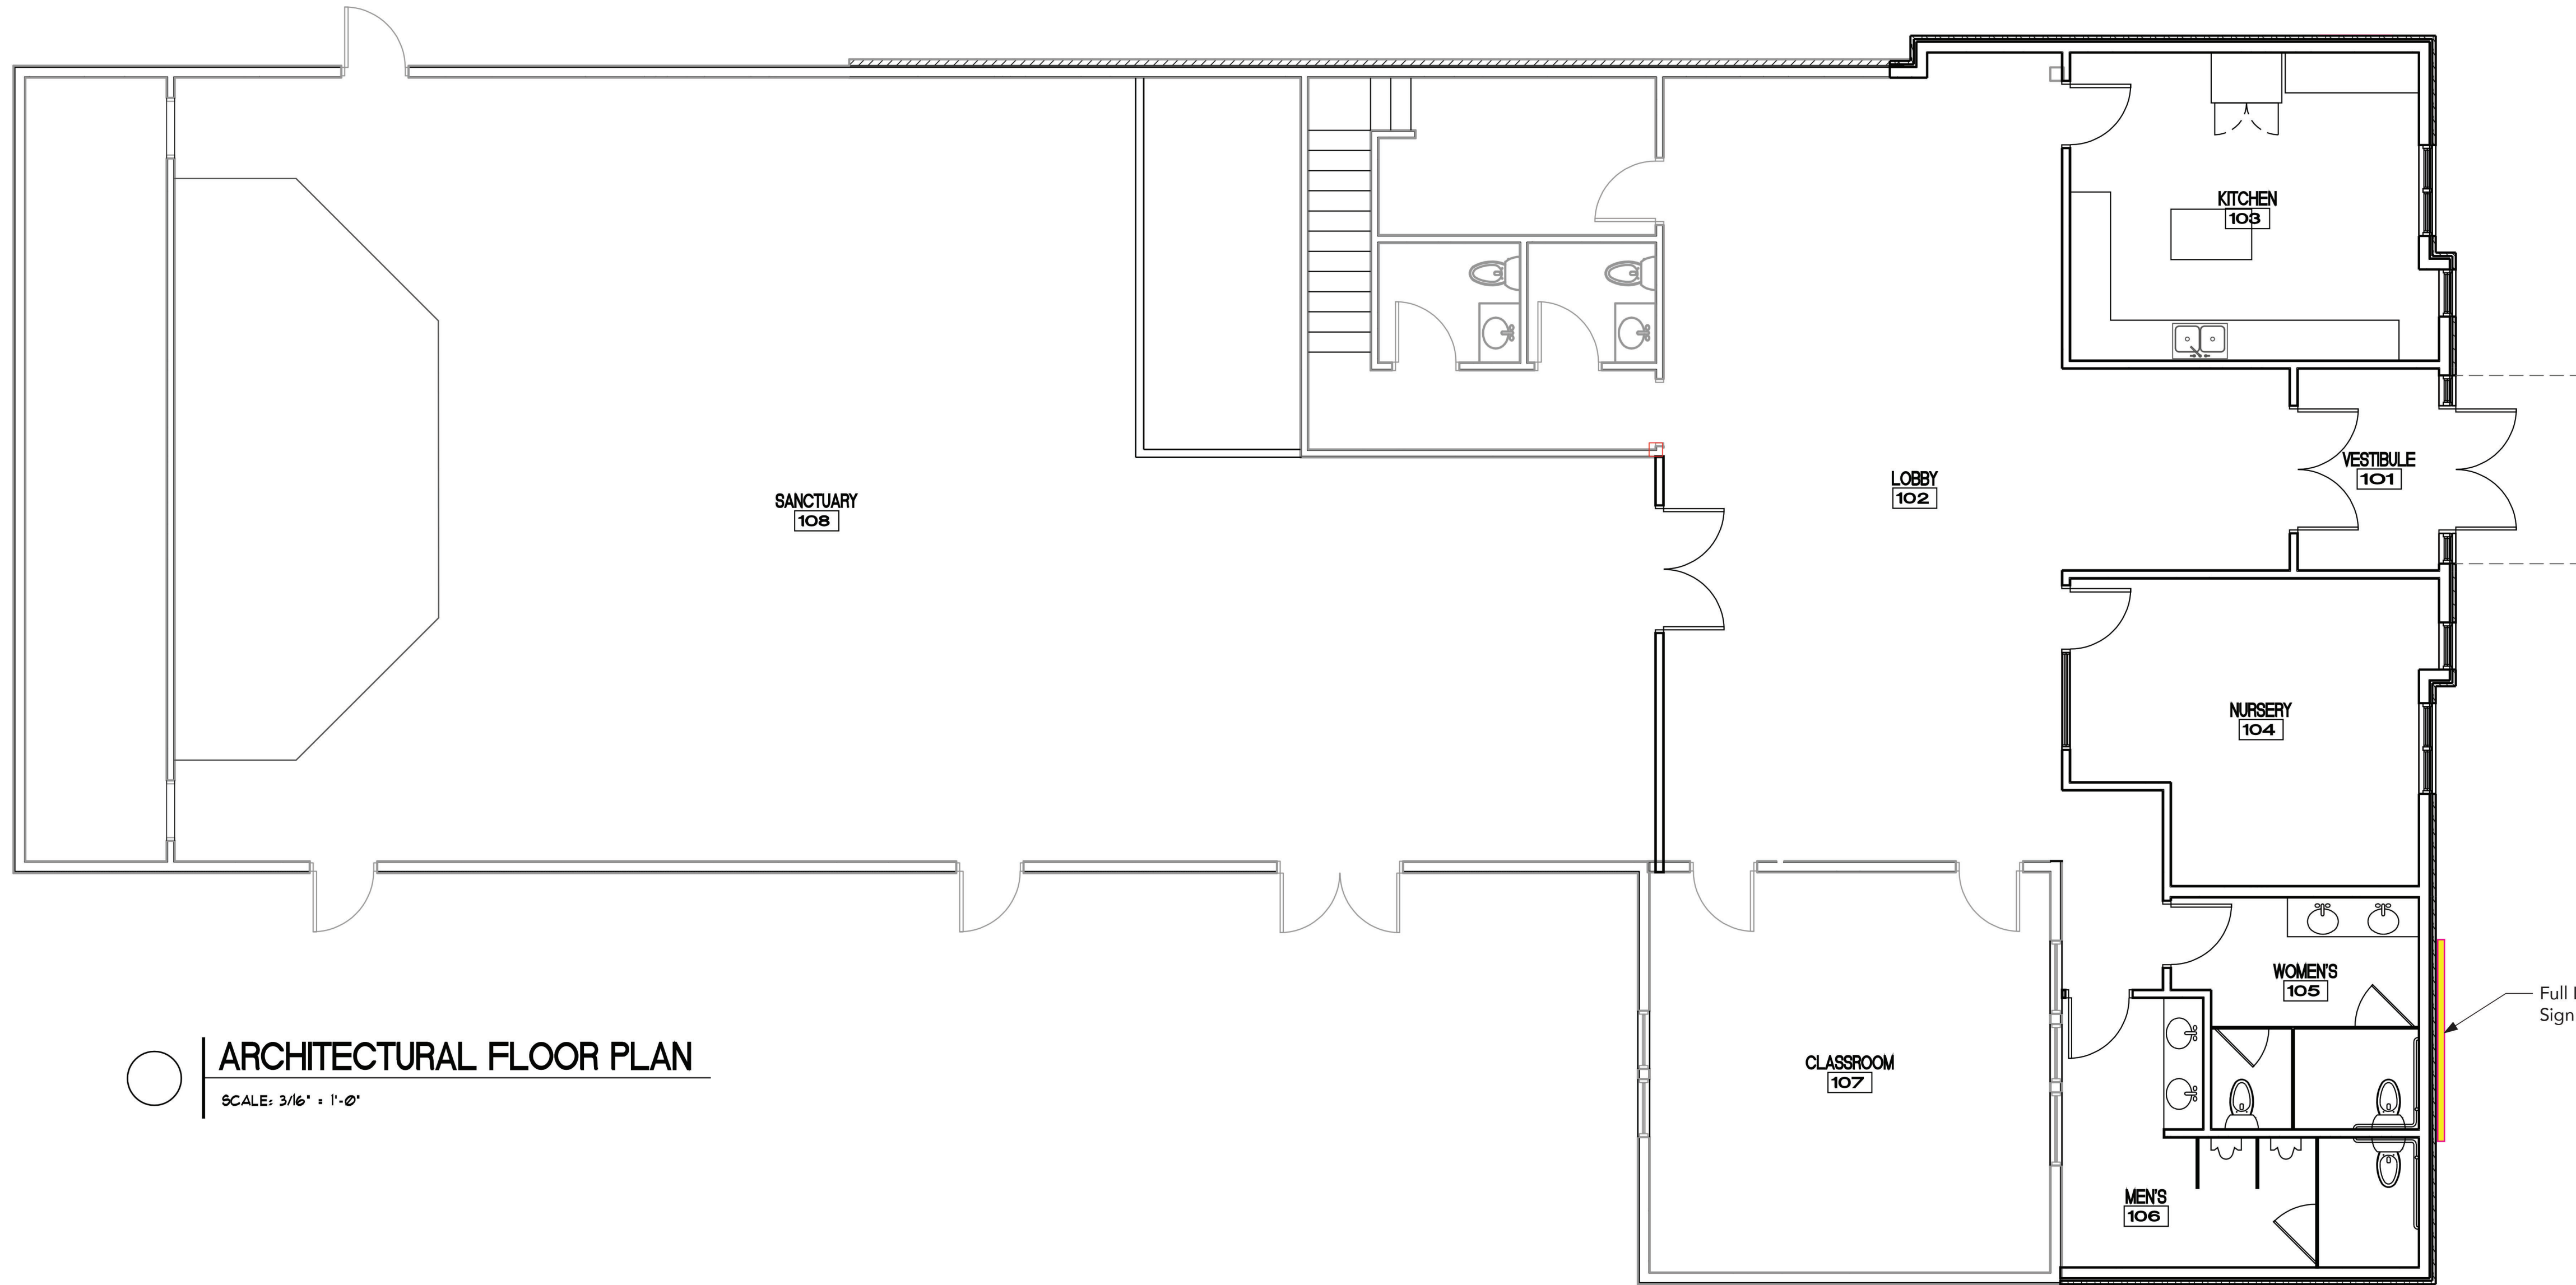 KITCHEN
103
VESTIBULE
101
LOBBY
102
SANCTUARY
108
NURSERY
104
WOMEN'S
105
Full
Sign
CLASSROOM
107
MEN'S
106
ARCHITECTURAL FLOOR PLAN
SCALE: 3/16" = 1'-0"